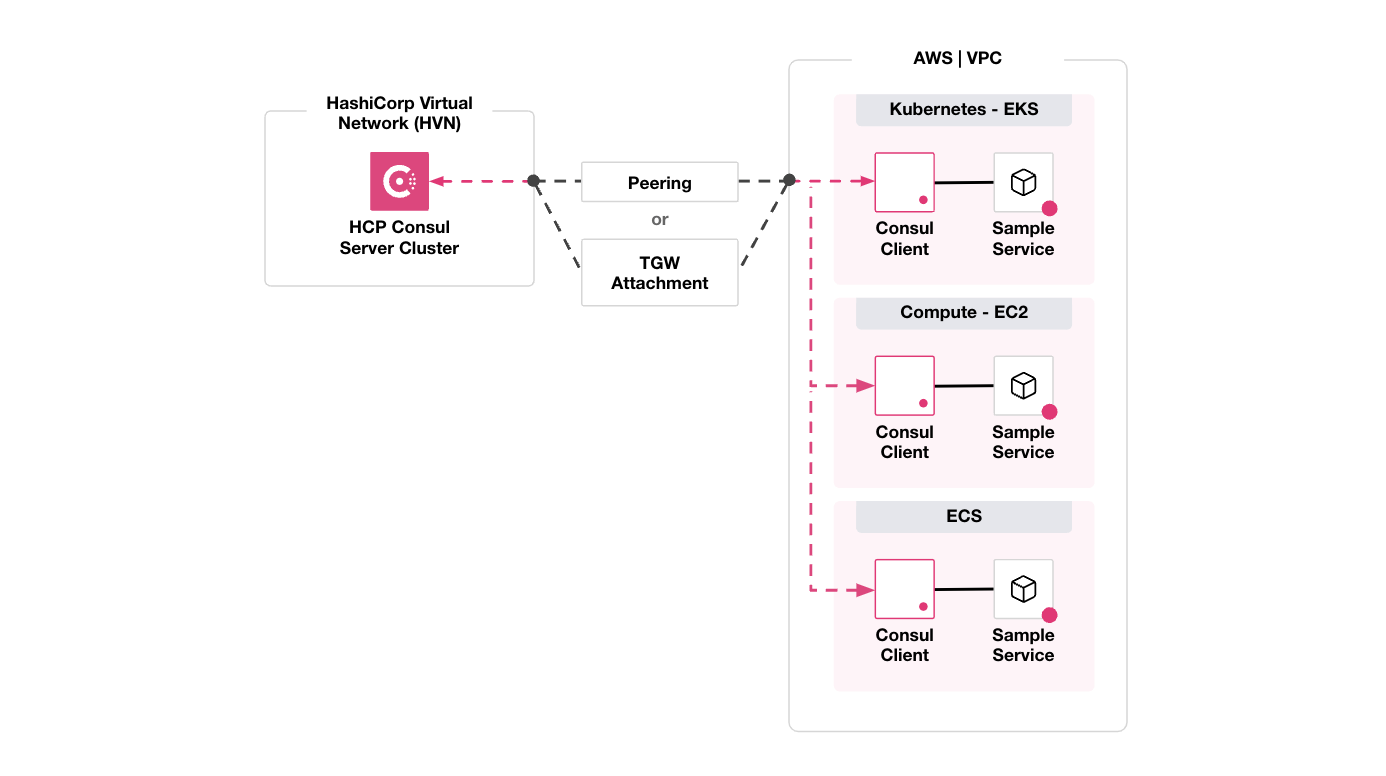 AWS | VPC
HashiCorp Virtual
Network (HVN)
HCP Consul
Server Cluster
Peering
or
TGW
Attachment
Kubernetes - EKS
Consul
Client
Sample
Service
Compute - EC2
Consul
Client
Sample
Service
ECS
Consul
Client
Sample
Service